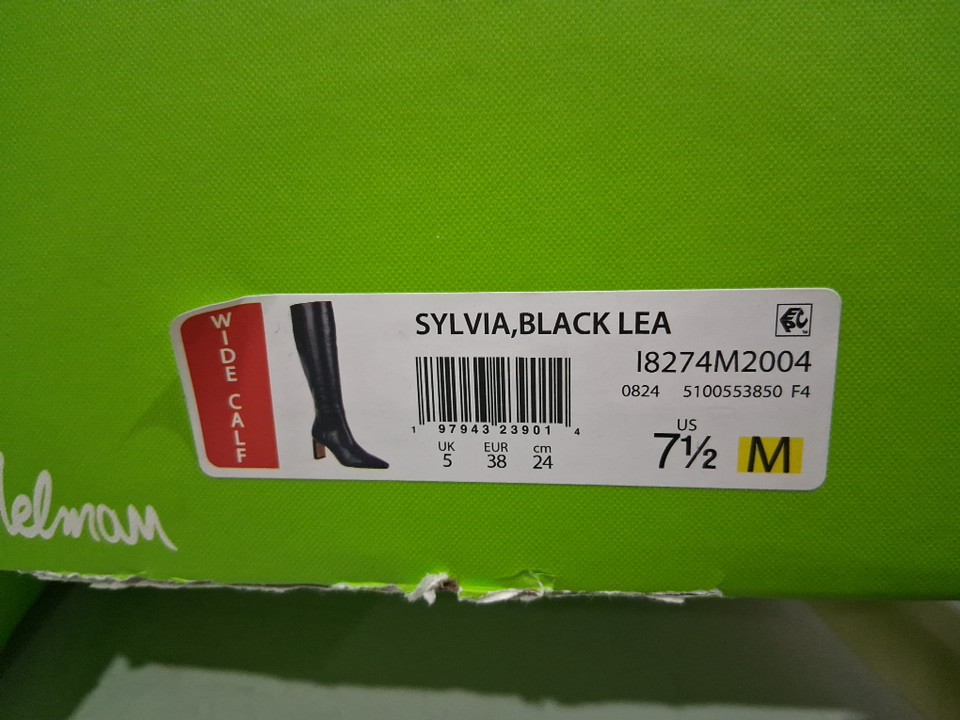 WIDE CALF
SYLVIA,BLACK LEA
I8274M2004
0824 5100553850 F4
1 97943 23901 4
UK EUR cm
5 38 24
US
7½ M
elman